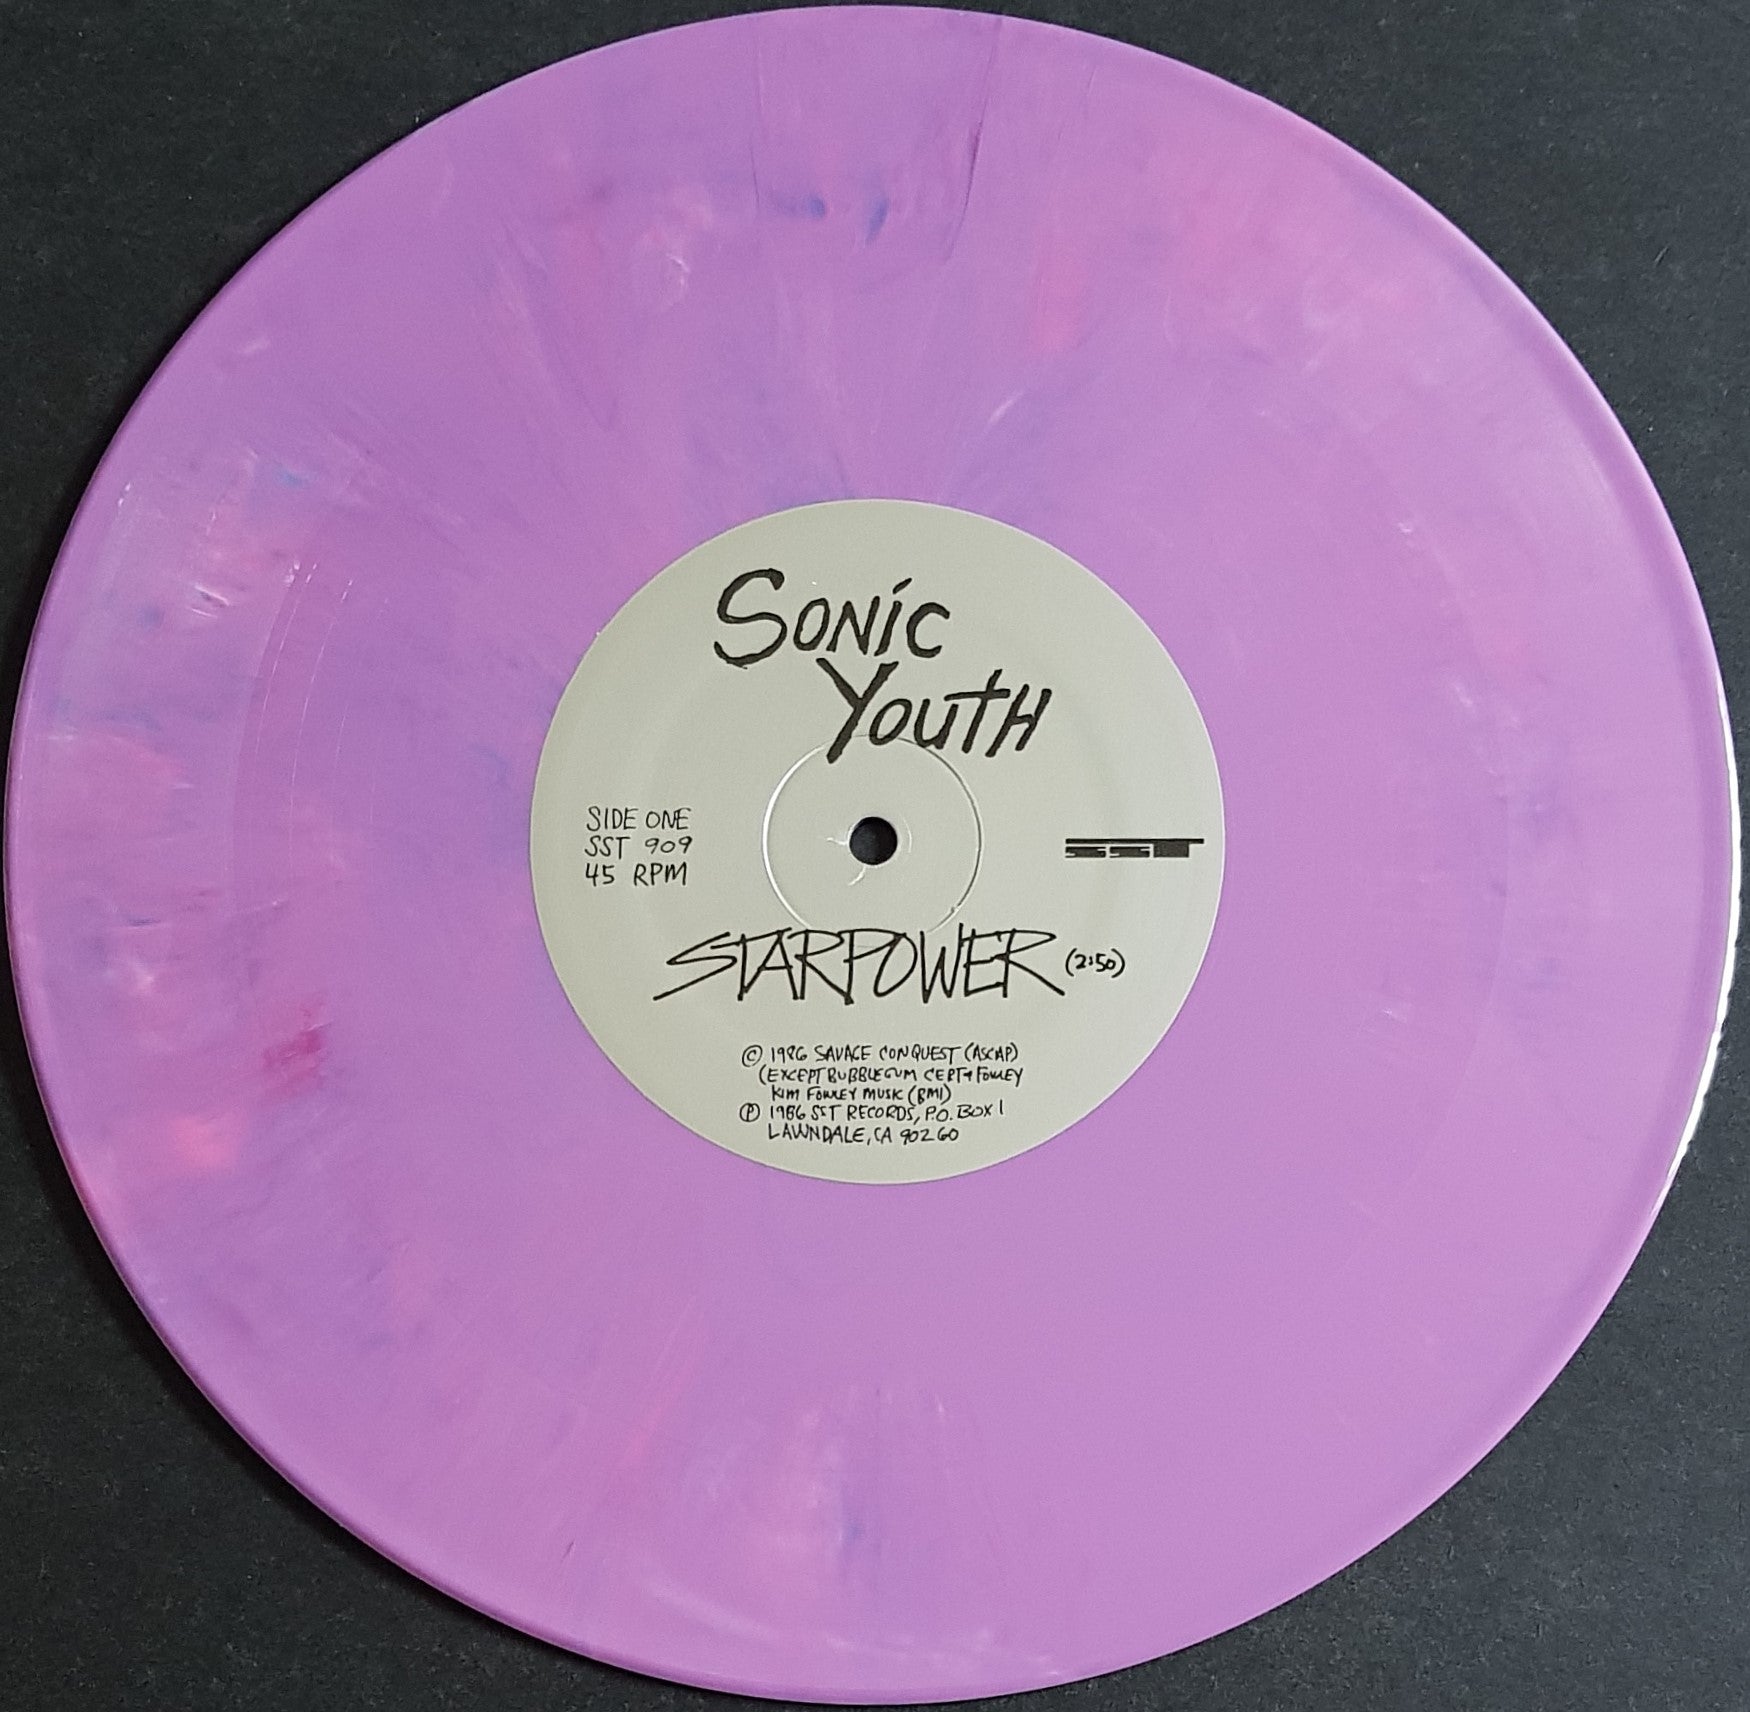 SONIC
YOUTH
SIDE ONE
SST 909
45 RPM
SST
STARPOWER (2:50)
© 1986 SAVAGE CONQUEST (ASCAP)
(EXCEPT BUBBLEGUM CERT + FOWLEY
KIM FOWLEY MUSIC (BMI)
℗ 1986 SST RECORDS, P.O. BOX 1
LAWNDALE, CA 90260